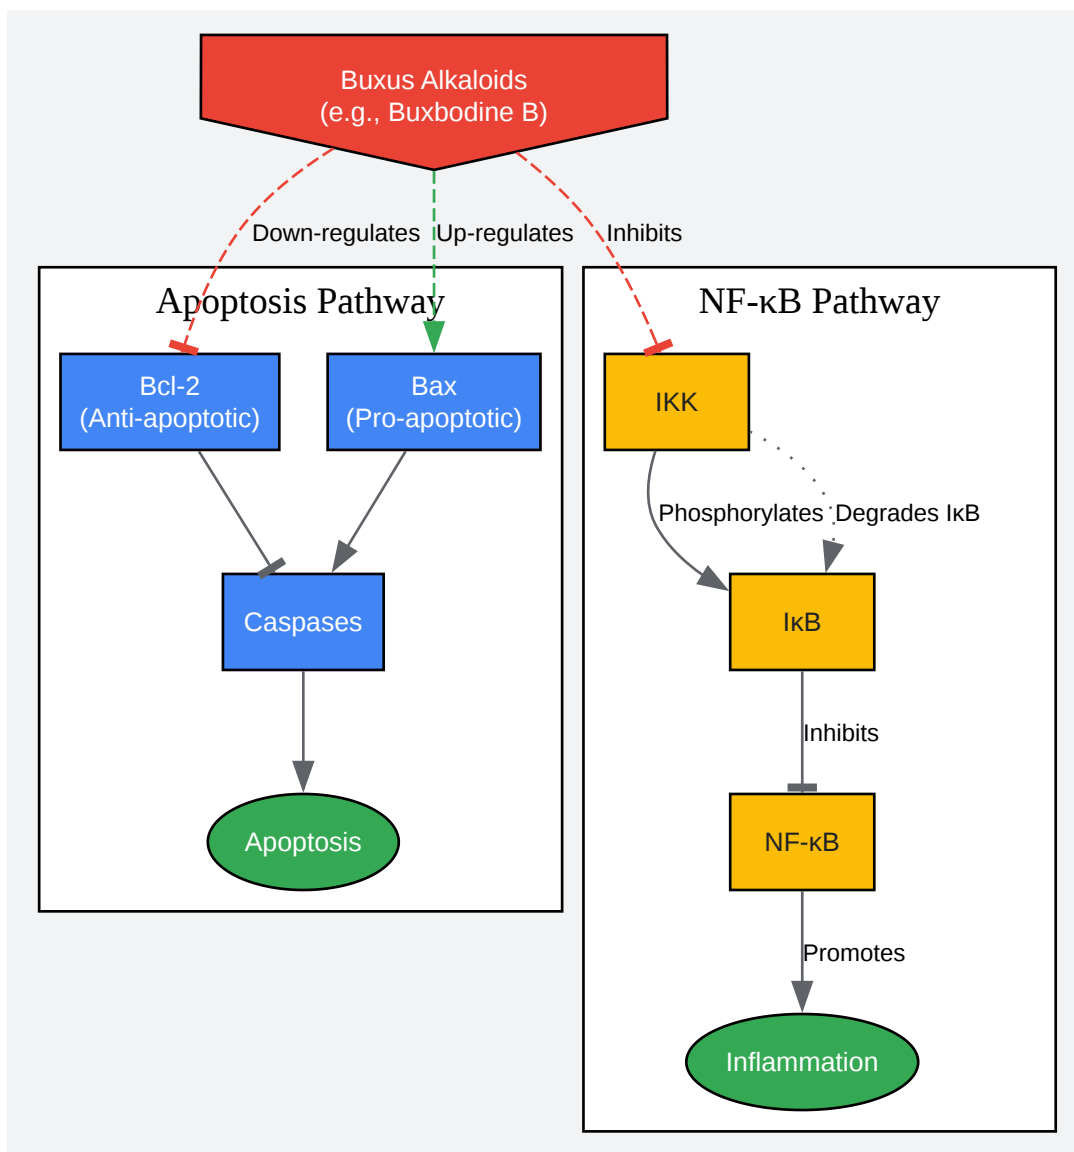 Buxus Alkaloids
(e.g., Buxbodine B)
Down-regulates
Up-regulates
Inhibits
Apoptosis Pathway
NF-κB Pathway
Bcl-2
(Anti-apoptotic)
Bax
(Pro-apoptotic)
IKK
Phosphorylates
Degrades IκB
Caspases
IκB
Inhibits
Apoptosis
NF-κB
Promotes
Inflammation